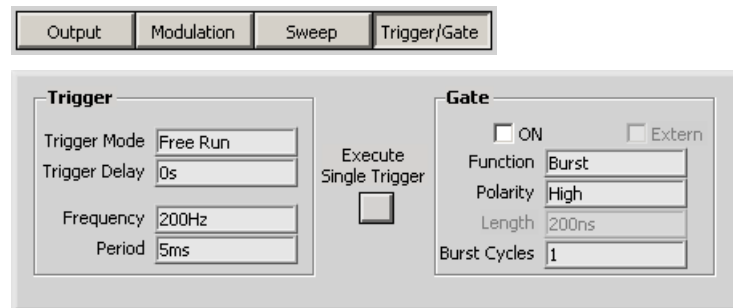 Output Modulation Sweep Trigger/Gate
Trigger
Trigger Mode Free Run
Trigger Delay 0s
Frequency 200Hz
Period 5ms
Execute
Single Trigger
Gate
ON Extern
Function Burst
Polarity High
Length 200ns
Burst Cycles 1